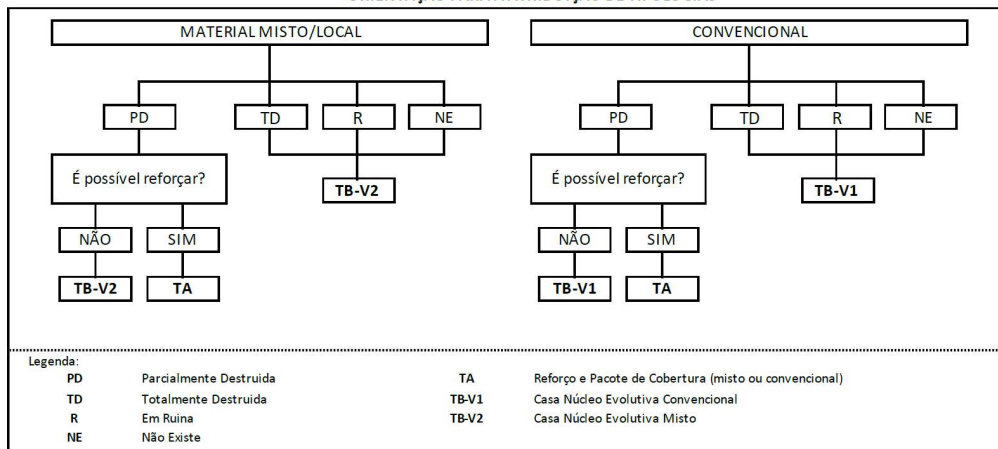 MATERIAL MISTO/LOCAL
CONVENCIONAL
PD TD R NE
PD TD R NE
É possível reforçar?
TB-V2
É possível reforçar?
TB-V1
NÃO SIM
NÃO SIM
TB-V2 TA
TB-V1 TA
Legenda:
PD Parcialmente Destruida TA Reforço e Pacote de Cobertura (misto ou convencional)
TD Totalmente Destruida TB-V1 Casa Núcleo Evolutiva Convencional
R Em Ruina TB-V2 Casa Núcleo Evolutiva Misto
NE Não Existe